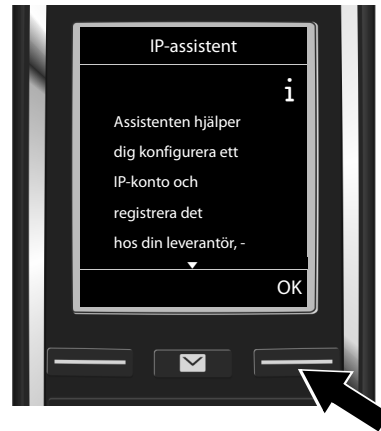 IP-assistent
i
Assistenten hjälper
dig konfigurera ett
IP-konto och
registrera det
hos din leverantör, -
OK